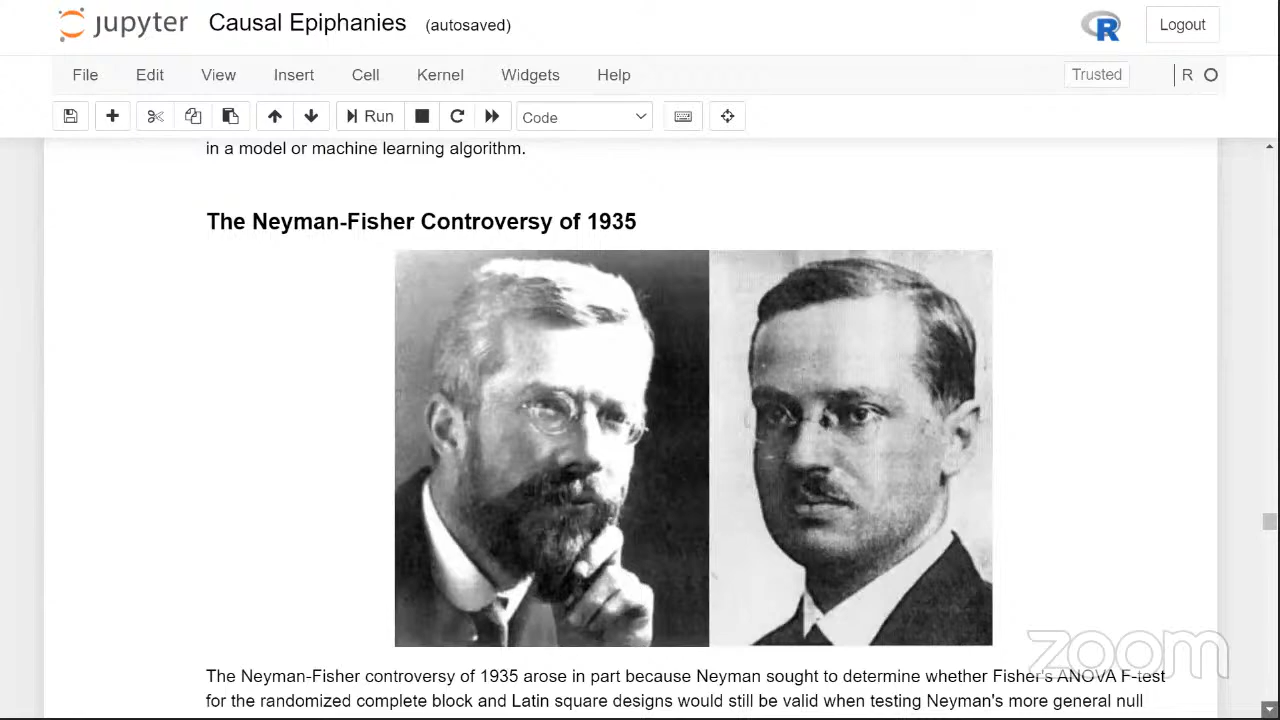 jupyter Causal Epiphanies (autosaved) R Logout
File Edit View Insert Cell Kernel Widgets Help Trusted R
Run Code
in a model or machine learning algorithm.
The Neyman-Fisher Controversy of 1935
zoom
The Neyman-Fisher controversy of 1935 arose in part because Neyman sought to determine whether Fisher's ANOVA F-test
for the randomized complete block and Latin square designs would still be valid when testing Neyman's more general null